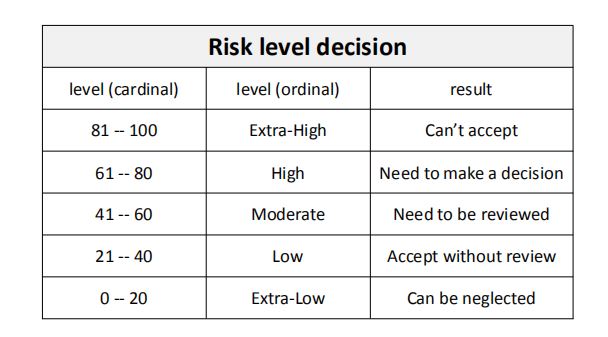 Risk level decision
level (cardinal) level (ordinal) result
81 -- 100 Extra-High Can’t accept
61 -- 80 High Need to make a decision
41 -- 60 Moderate Need to be reviewed
21 -- 40 Low Accept without review
0 -- 20 Extra-Low Can be neglected